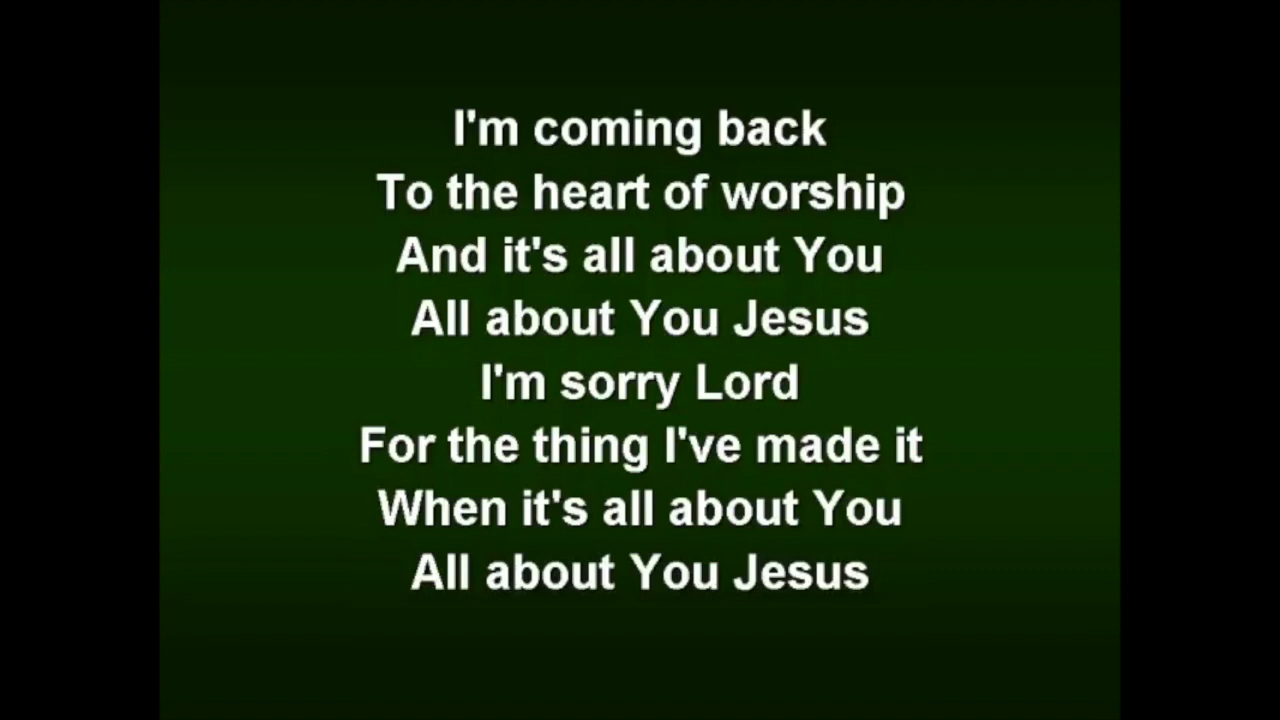 I'm coming back
To the heart of worship
And it's all about You
All about You Jesus
I'm sorry Lord
For the thing I've made it
When it's all about You
All about You Jesus